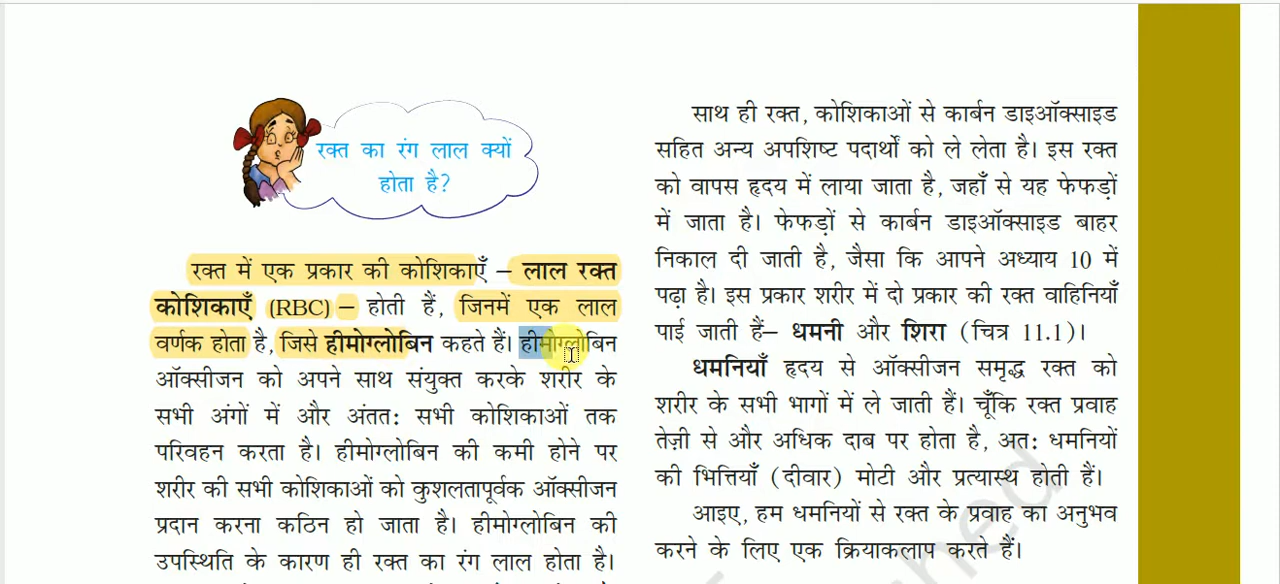 रक्त का रंग लाल क्यों
होता है?
रक्त में एक प्रकार की कोशिकाएँ – लाल रक्त
कोशिकाएँ (RBC) – होती हैं, जिनमें एक लाल
वर्णक होता है, जिसे हीमोग्लोबिन कहते हैं। हीमोग्लोबिन
ऑक्सीजन को अपने साथ संयुक्त करके शरीर के
सभी अंगों में और अंतत: सभी कोशिकाओं तक
परिवहन करता है। हीमोग्लोबिन की कमी होने पर
शरीर की सभी कोशिकाओं को कुशलतापूर्वक ऑक्सीजन
प्रदान करना कठिन हो जाता है। हीमोग्लोबिन की
उपस्थिति के कारण ही रक्त का रंग लाल होता है।
साथ ही रक्त, कोशिकाओं से कार्बन डाइऑक्साइड
सहित अन्य अपशिष्ट पदार्थों को ले लेता है। इस रक्त
को वापस हृदय में लाया जाता है, जहाँ से यह फेफड़ों
में जाता है। फेफड़ों से कार्बन डाइऑक्साइड बाहर
निकाल दी जाती है, जैसा कि आपने अध्याय 10 में
पढ़ा है। इस प्रकार शरीर में दो प्रकार की रक्त वाहिनियाँ
पाई जाती हैं– धमनी और शिरा (चित्र 11.1)।
धमनियाँ हृदय से ऑक्सीजन समृद्ध रक्त को
शरीर के सभी भागों में ले जाती हैं। चूँकि रक्त प्रवाह
तेज़ी से और अधिक दाब पर होता है, अत: धमनियों
की भित्तियाँ (दीवार) मोटी और प्रत्यास्थ होती हैं।
आइए, हम धमनियों से रक्त के प्रवाह का अनुभव
करने के लिए एक क्रियाकलाप करते हैं।